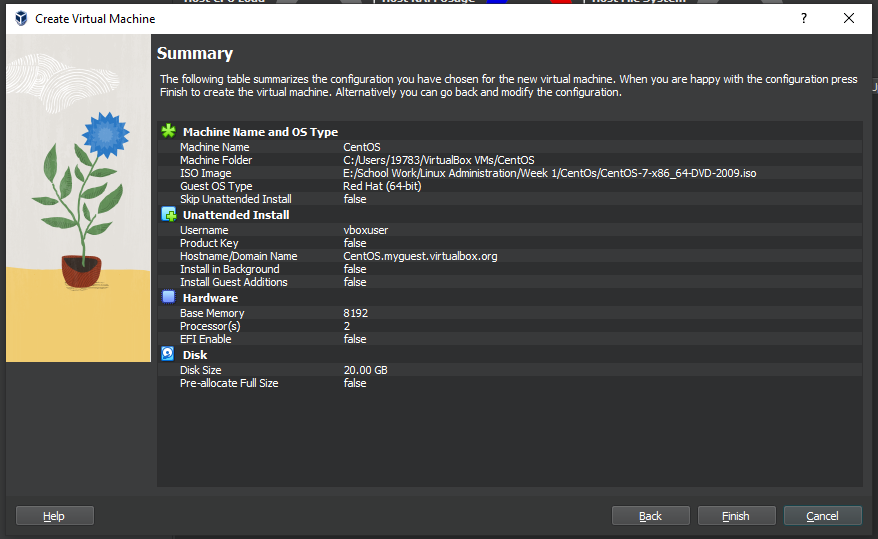 Create Virtual Machine
?
Summary
The following table summarizes the configuration you have chosen for the new virtual machine. When you are happy with the configuration press
Finish to create the virtual machine. Alternatively you can go back and modify the configuration.
Machine Name and OS Type
Machine Name CentOS
Machine Folder C:/Users/19783/VirtualBox VMs/CentOS
ISO Image E:/School Work/Linux Administration/Week 1/CentOs/CentOS-7-x86_64-DVD-2009.iso
Guest OS Type Red Hat (64-bit)
Skip Unattended Install false
Unattended Install
Username vboxuser
Product Key false
Hostname/Domain Name CentOS.myguest.virtualbox.org
Install in Background false
Install Guest Additions false
Hardware
Base Memory 8192
Processor(s) 2
EFI Enable false
Disk
Disk Size 20.00 GB
Pre-allocate Full Size false
Help Back Finish Cancel